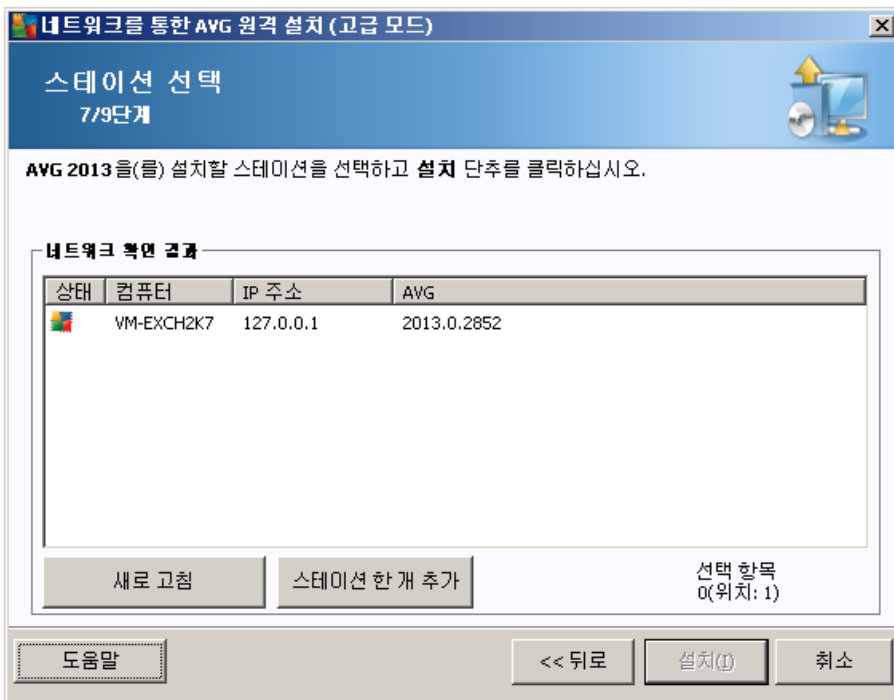 네트워크를 통한 AVG 원격 설치 (고급 모드)
스테이션 선택
7/9단계
AVG 2013을(를) 설치할 스테이션을 선택하고 설치 단추를 클릭하십시오.
네트워크 확인 결과
상태 컴퓨터 IP 주소 AVG
VM-EXCH2K7 127.0.0.1 2013.0.2852
새로 고침 스테이션 한 개 추가
선택 항목
0(위치: 1)
도움말 << 뒤로 설치(I) 취소